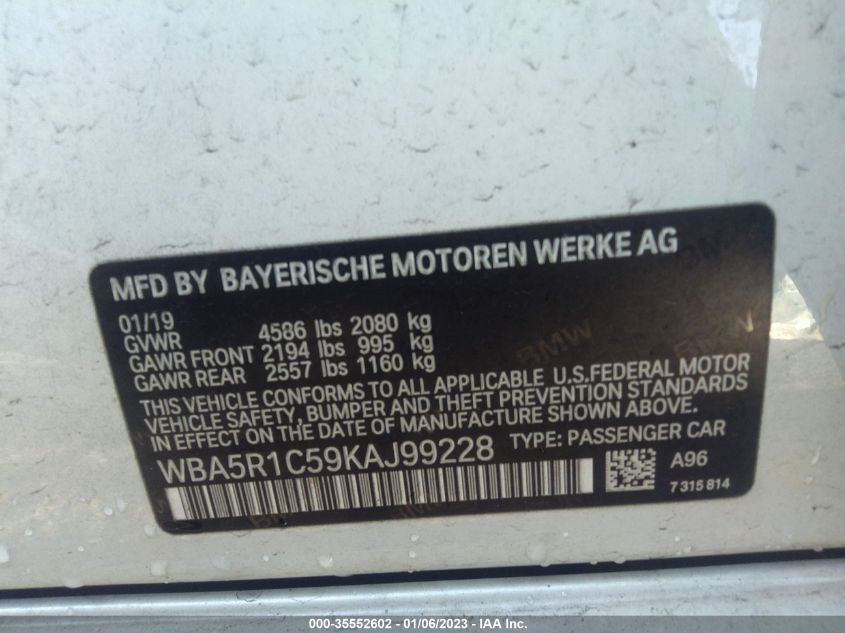 MFD BY BAYERISCHE MOTOREN WERKE AG
01/19
GVWR 4586 lbs 2080 kg
GAWR FRONT 2194 lbs 995 kg
GAWR REAR 2557 lbs 1160 kg
THIS VEHICLE CONFORMS TO ALL APPLICABLE U.S.FEDERAL MOTOR
VEHICLE SAFETY, BUMPER AND THEFT PREVENTION STANDARDS
IN EFFECT ON THE DATE OF MANUFACTURE SHOWN ABOVE.
WBA5R1C59KAJ99228 TYPE: PASSENGER CAR
A96
7 315 814
BMW
BMW
BMW
000-35552602 - 01/06/2023 - IAA Inc.